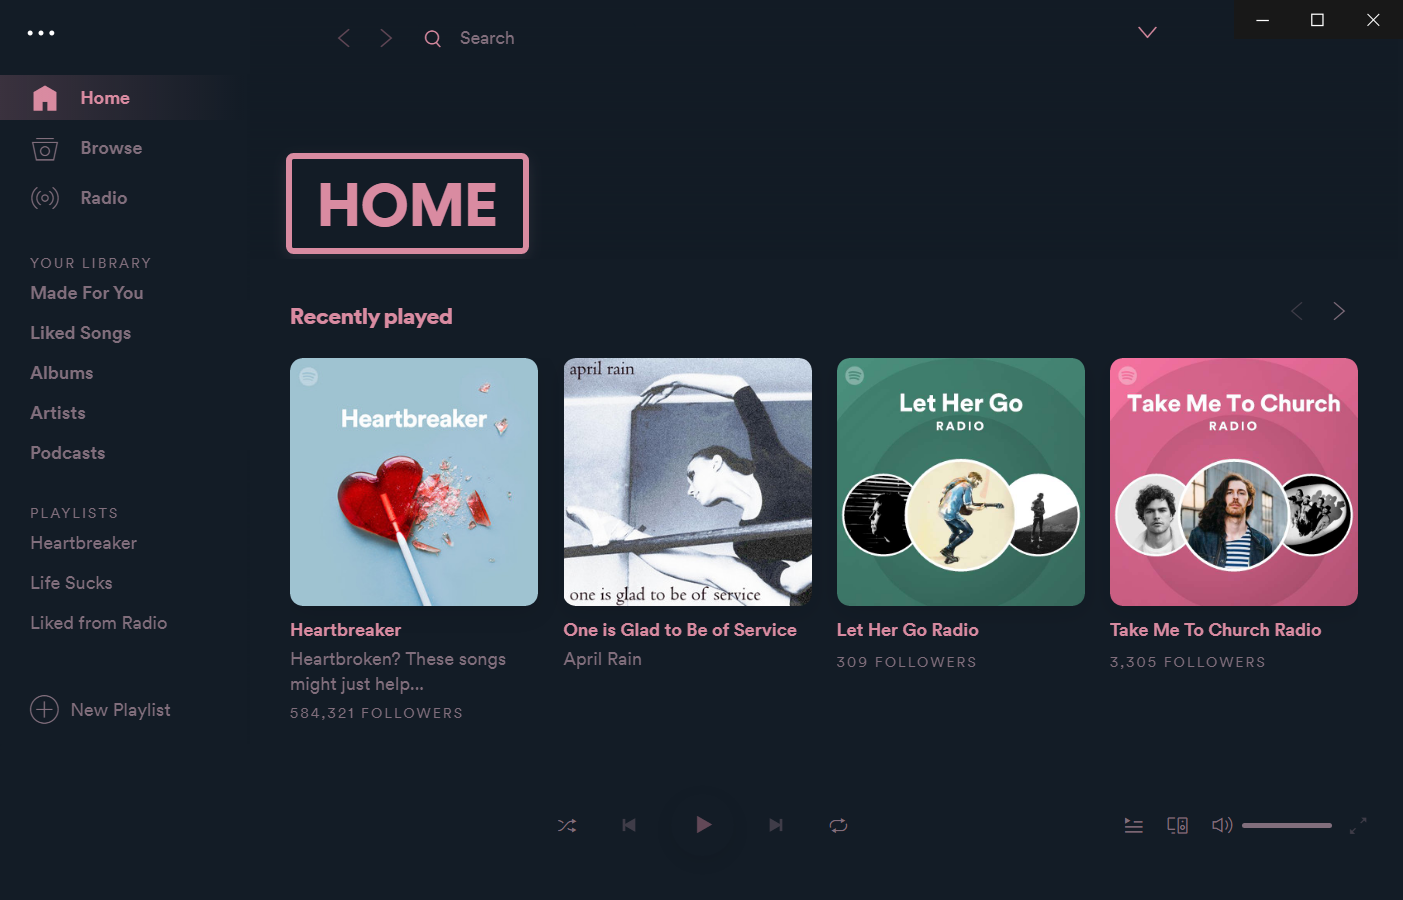 Search
Home
Browse
Radio
YOUR LIBRARY
Made For You
Liked Songs
Albums
Artists
Podcasts
PLAYLISTS
Heartbreaker
Life Sucks
Liked from Radio
New Playlist
HOME
Recently played
Heartbreaker
Heartbreaker
Heartbroken? These songs
might just help...
584,321 FOLLOWERS
april rain
one is glad to be of service
One is Glad to Be of Service
April Rain
Let Her Go
RADIO
Let Her Go Radio
309 FOLLOWERS
Take Me To Church
RADIO
Take Me To Church Radio
3,305 FOLLOWERS